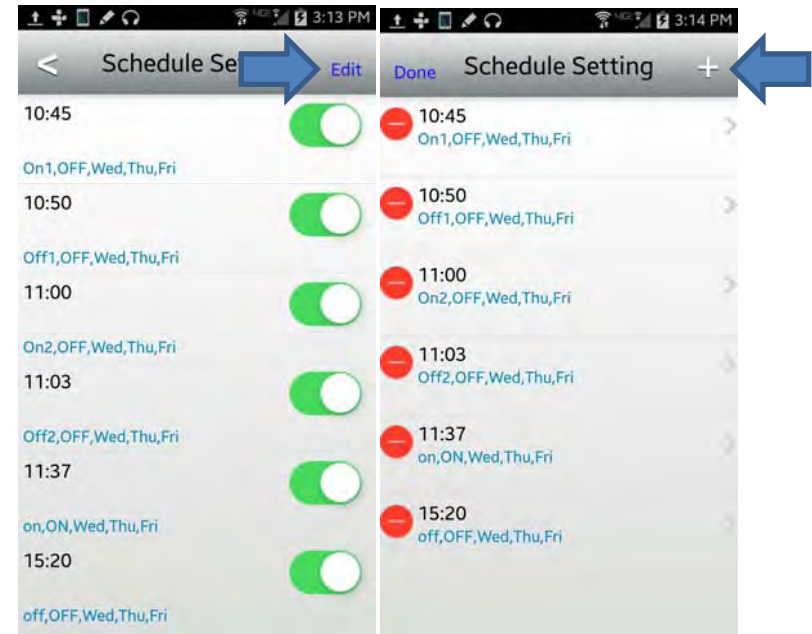 3:13 PM
Schedule Se
Edit
10:45
On1,OFF,Wed,Thu,Fri
10:50
Off1,OFF,Wed,Thu,Fri
11:00
On2,OFF,Wed,Thu,Fri
11:03
Off2,OFF,Wed,Thu,Fri
11:37
on,ON,Wed,Thu,Fri
15:20
off,OFF,Wed,Thu,Fri
3:14 PM
Done Schedule Setting +
10:45
On1,OFF,Wed,Thu,Fri
10:50
Off1,OFF,Wed,Thu,Fri
11:00
On2,OFF,Wed,Thu,Fri
11:03
Off2,OFF,Wed,Thu,Fri
11:37
on,ON,Wed,Thu,Fri
15:20
off,OFF,Wed,Thu,Fri